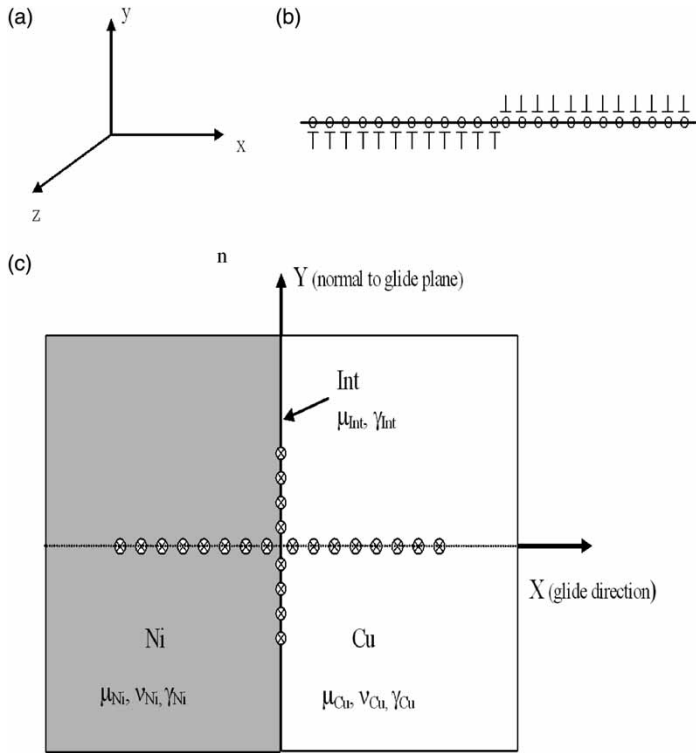 (a)
y
x
z
(b)
(c)
n
Y (normal to glide plane)
Int
μInt, γInt
X (glide direction)
Ni
Cu
μNi, νNi, γNi
μCu, νCu, γCu